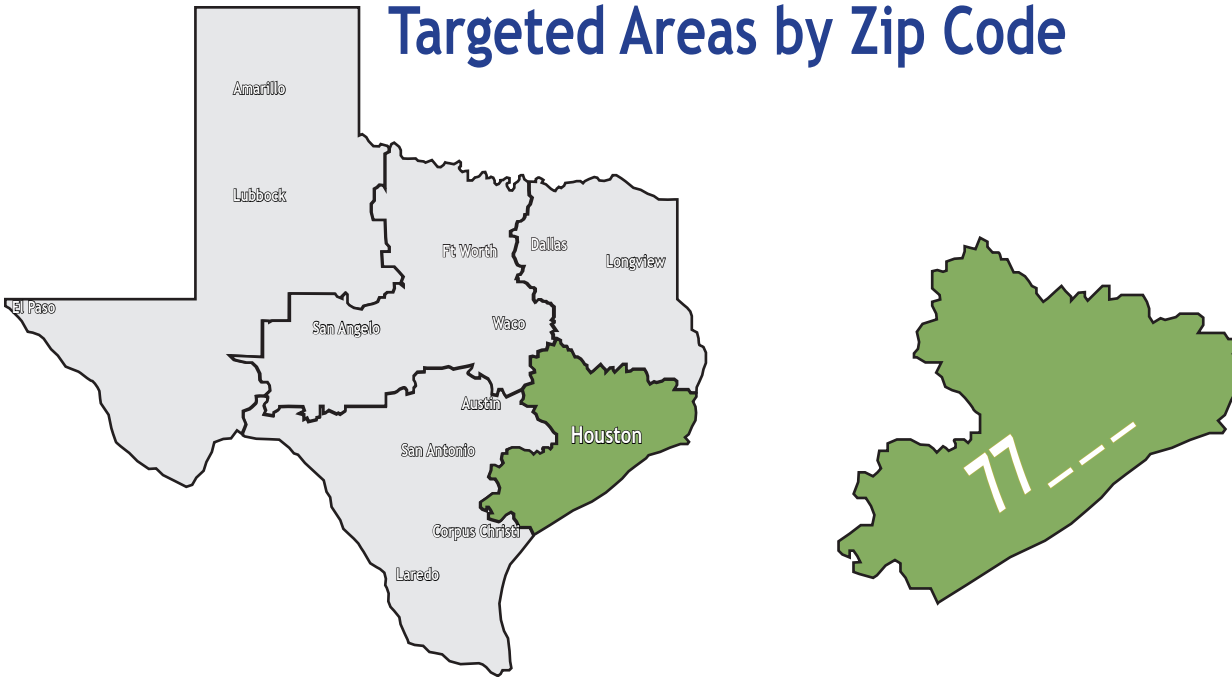 Targeted Areas by Zip Code
Amarillo
Lubbock
Ft Worth
Dallas
Longview
El Paso
San Angelo
Waco
Austin
Houston
San Antonio
Corpus Christi
Laredo
77 _ _ _